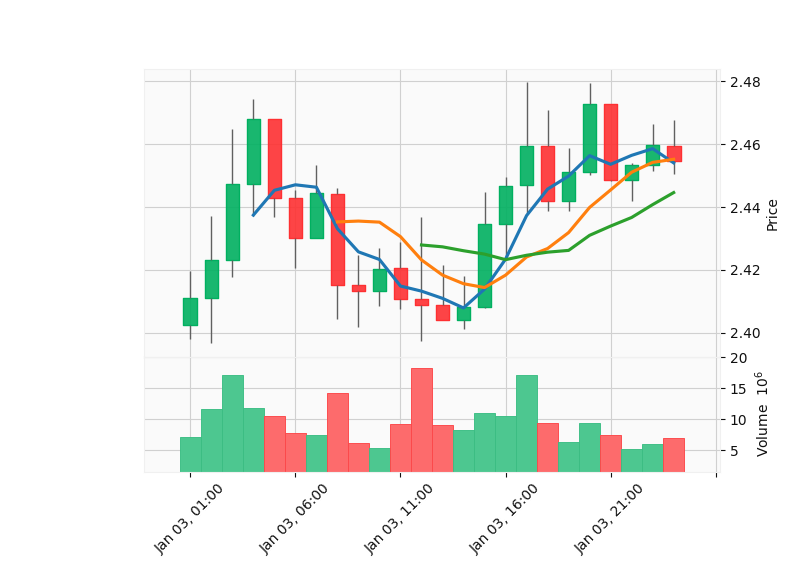 2.48
2.46
2.44
2.42
2.40
Price
20
15
10
5
Volume 10^6
Jan 03, 01:00
Jan 03, 06:00
Jan 03, 11:00
Jan 03, 16:00
Jan 03, 21:00